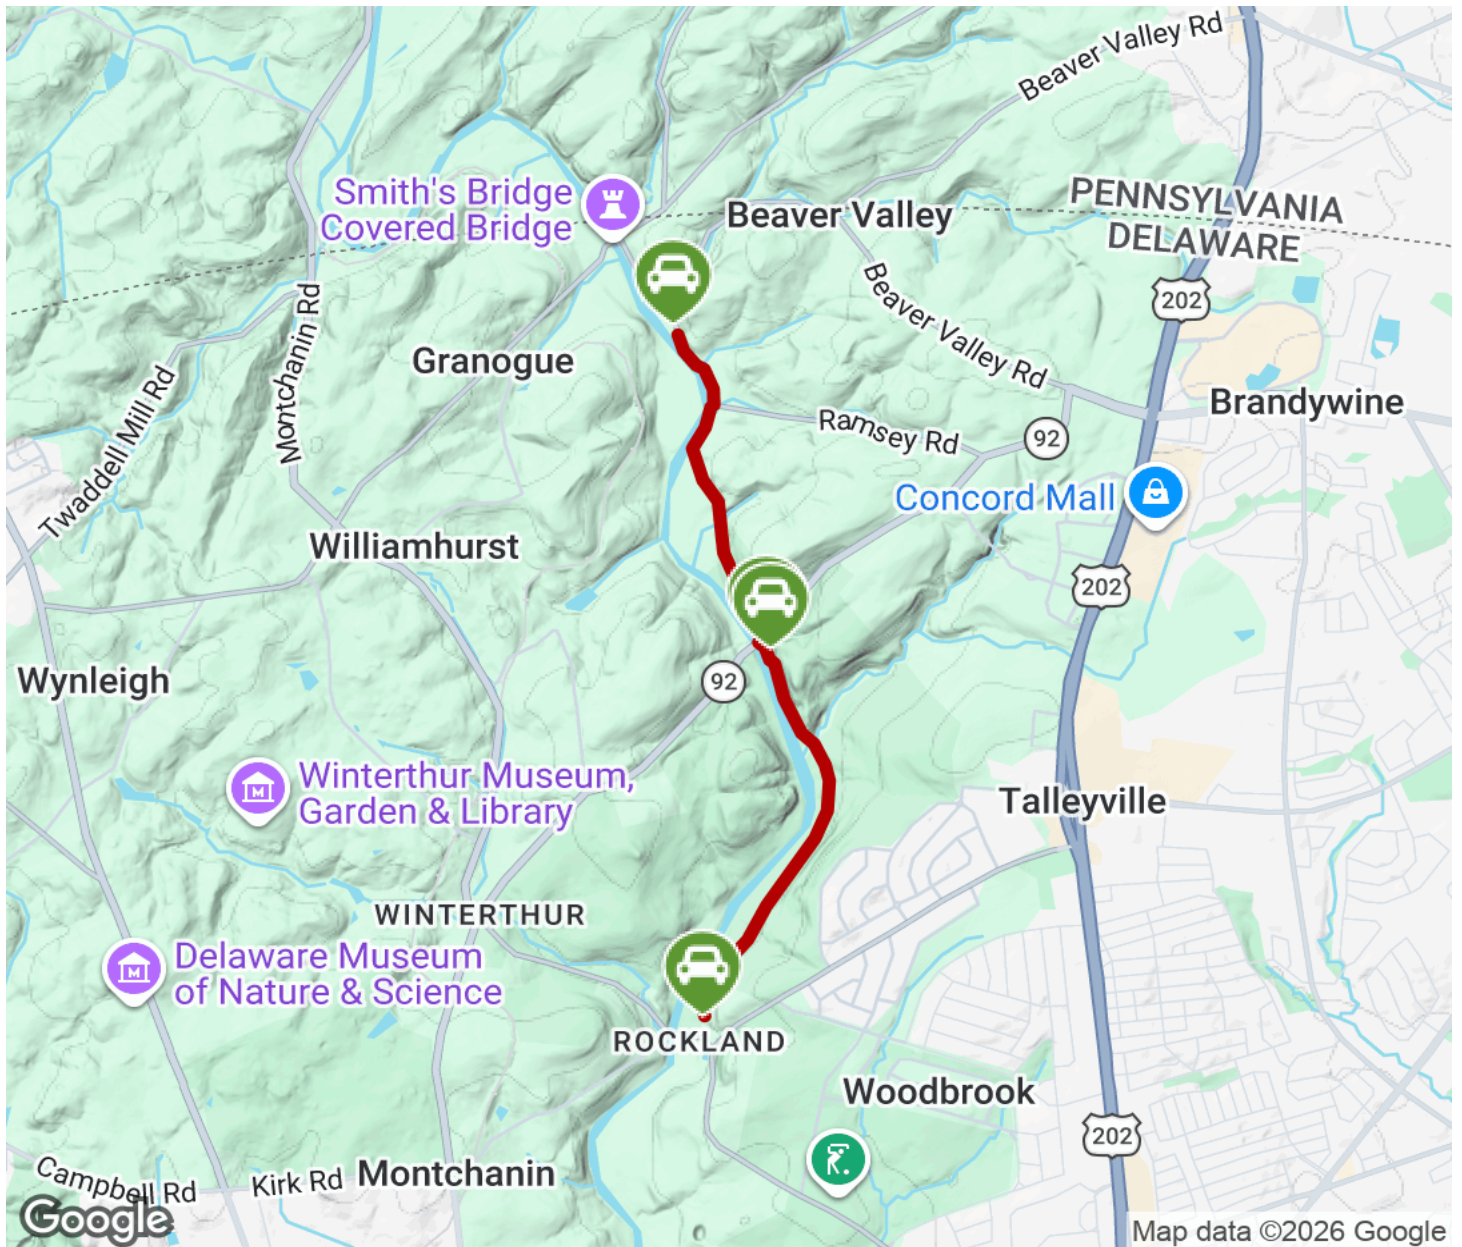 Beaver Valley Rd
Smith's Bridge
Covered Bridge
Beaver Valley
PENNSYLVANIA
DELAWARE
202
Beaver Valley Rd
Montchanin Rd
Granogue
Twaddell Mill Rd
Brandywine
Ramsey Rd
92
Concord Mall
Williamhurst
202
Wynleigh
92
Winterthur Museum,
Garden & Library
Talleyville
WINTERTHUR
Delaware Museum
of Nature & Science
ROCKLAND
Woodbrook
202
Campbell Rd
Kirk Rd
Montchanin
Google
Map data ©2026 Google